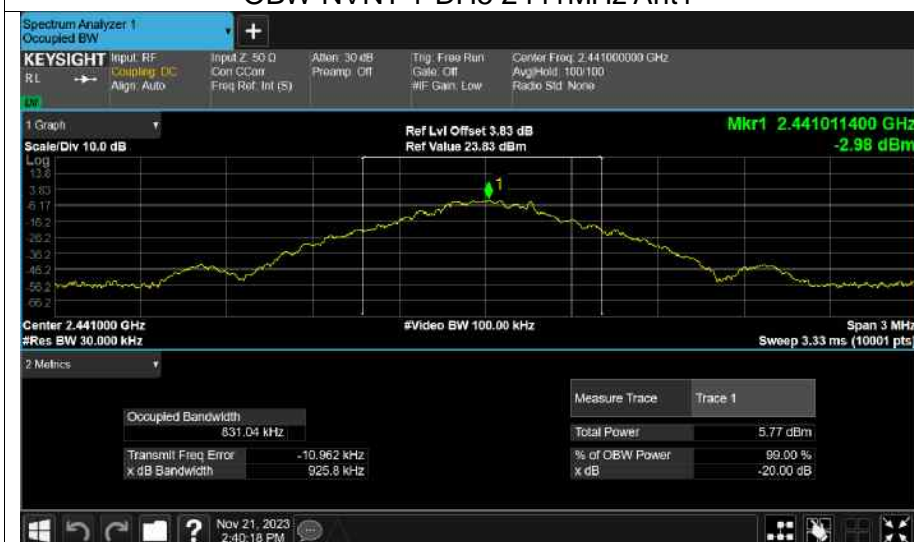 OBW NVNT 1-DH5 2441MHz Ant1
Spectrum Analyzer 1
Occupied BW
+
KEYSIGHT
RL
Input: RF
Coupling: DC
Align: Auto
Input Z: 50 Ω
Corr CCorr
Freq Ref: Int (S)
Atten: 30 dB
Preamp: Off
Trig: Free Run
Gate: Off
#IF Gain: Low
Center Freq: 2.441000000 GHz
Avg|Hold: 100/100
Radio Std: None
1 Graph
Scale/Div 10.0 dB
Ref Lvl Offset 3.83 dB
Ref Value 23.83 dBm
Mkr1 2.441011400 GHz
-2.98 dBm
Log
13.8
3.83
-6.17
-16.2
-26.2
-36.2
-46.2
-56.2
-66.2
1
Center 2.441000 GHz
#Res BW 30.000 kHz
#Video BW 100.00 kHz
Span 3 MHz
Sweep 3.33 ms (10001 pts)
2 Metrics
Measure Trace Trace 1
Occupied Bandwidth
831.04 kHz
Total Power 5.77 dBm
Transmit Freq Error -10.962 kHz
% of OBW Power 99.00 %
x dB Bandwidth 925.8 kHz
x dB -20.00 dB
?
Nov 21, 2023
2:40:18 PM